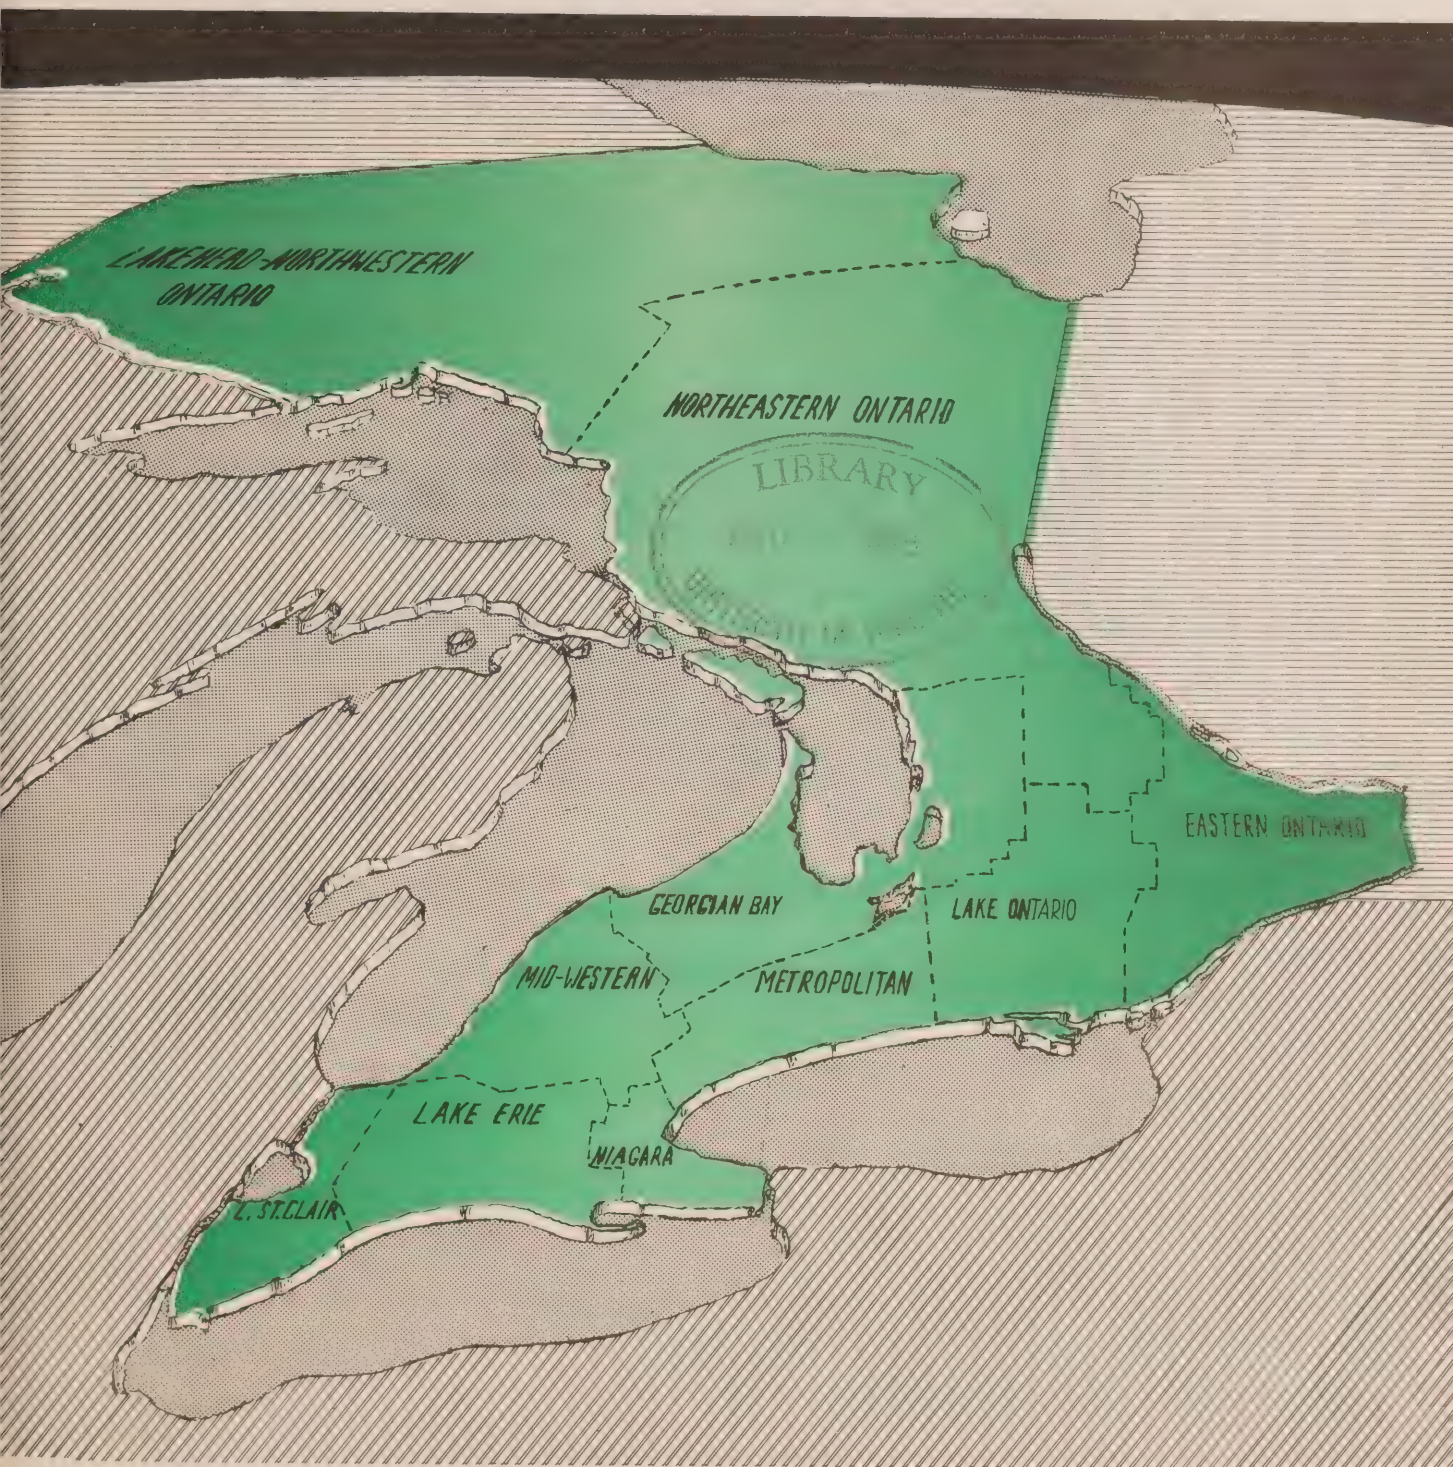 LAKEHEAD-NORTHWESTERN
ONTARIO
NORTHEASTERN ONTARIO
LIBRARY
EASTERN ONTARIO
GEORGIAN BAY
LAKE ONTARIO
MID-WESTERN
METROPOLITAN
LAKE ERIE
NIAGARA
L. ST. CLAIR